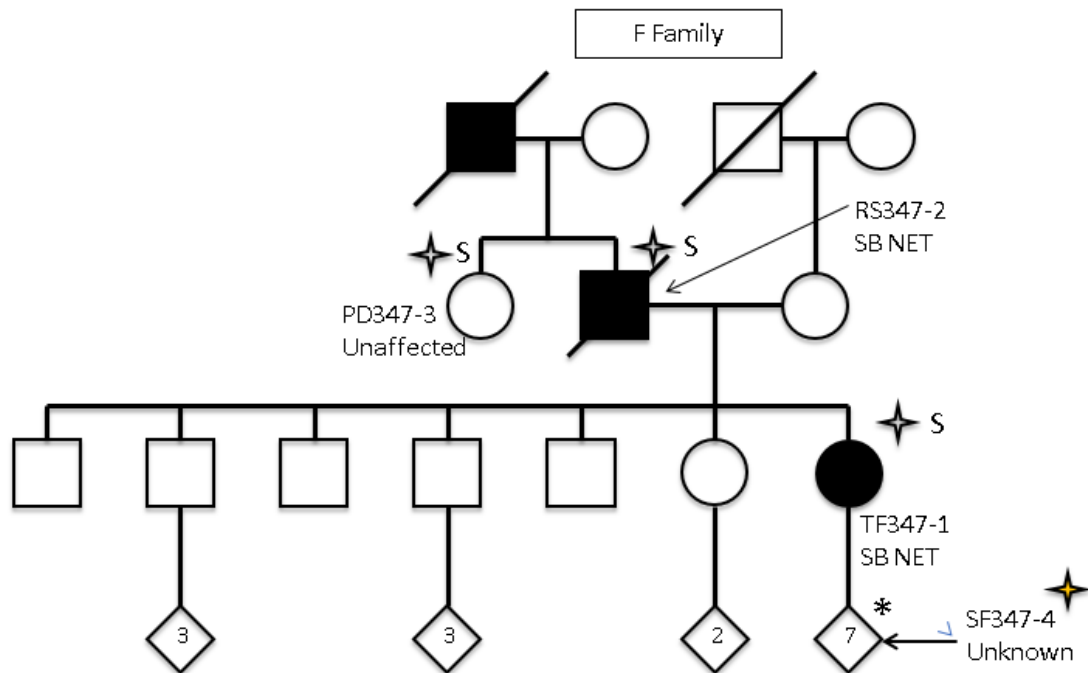 F Family
RS347-2
SB NET
S
S
PD347-3
Unaffected
S
TF347-1
SB NET
3
3
2
7
*
SF347-4
Unknown